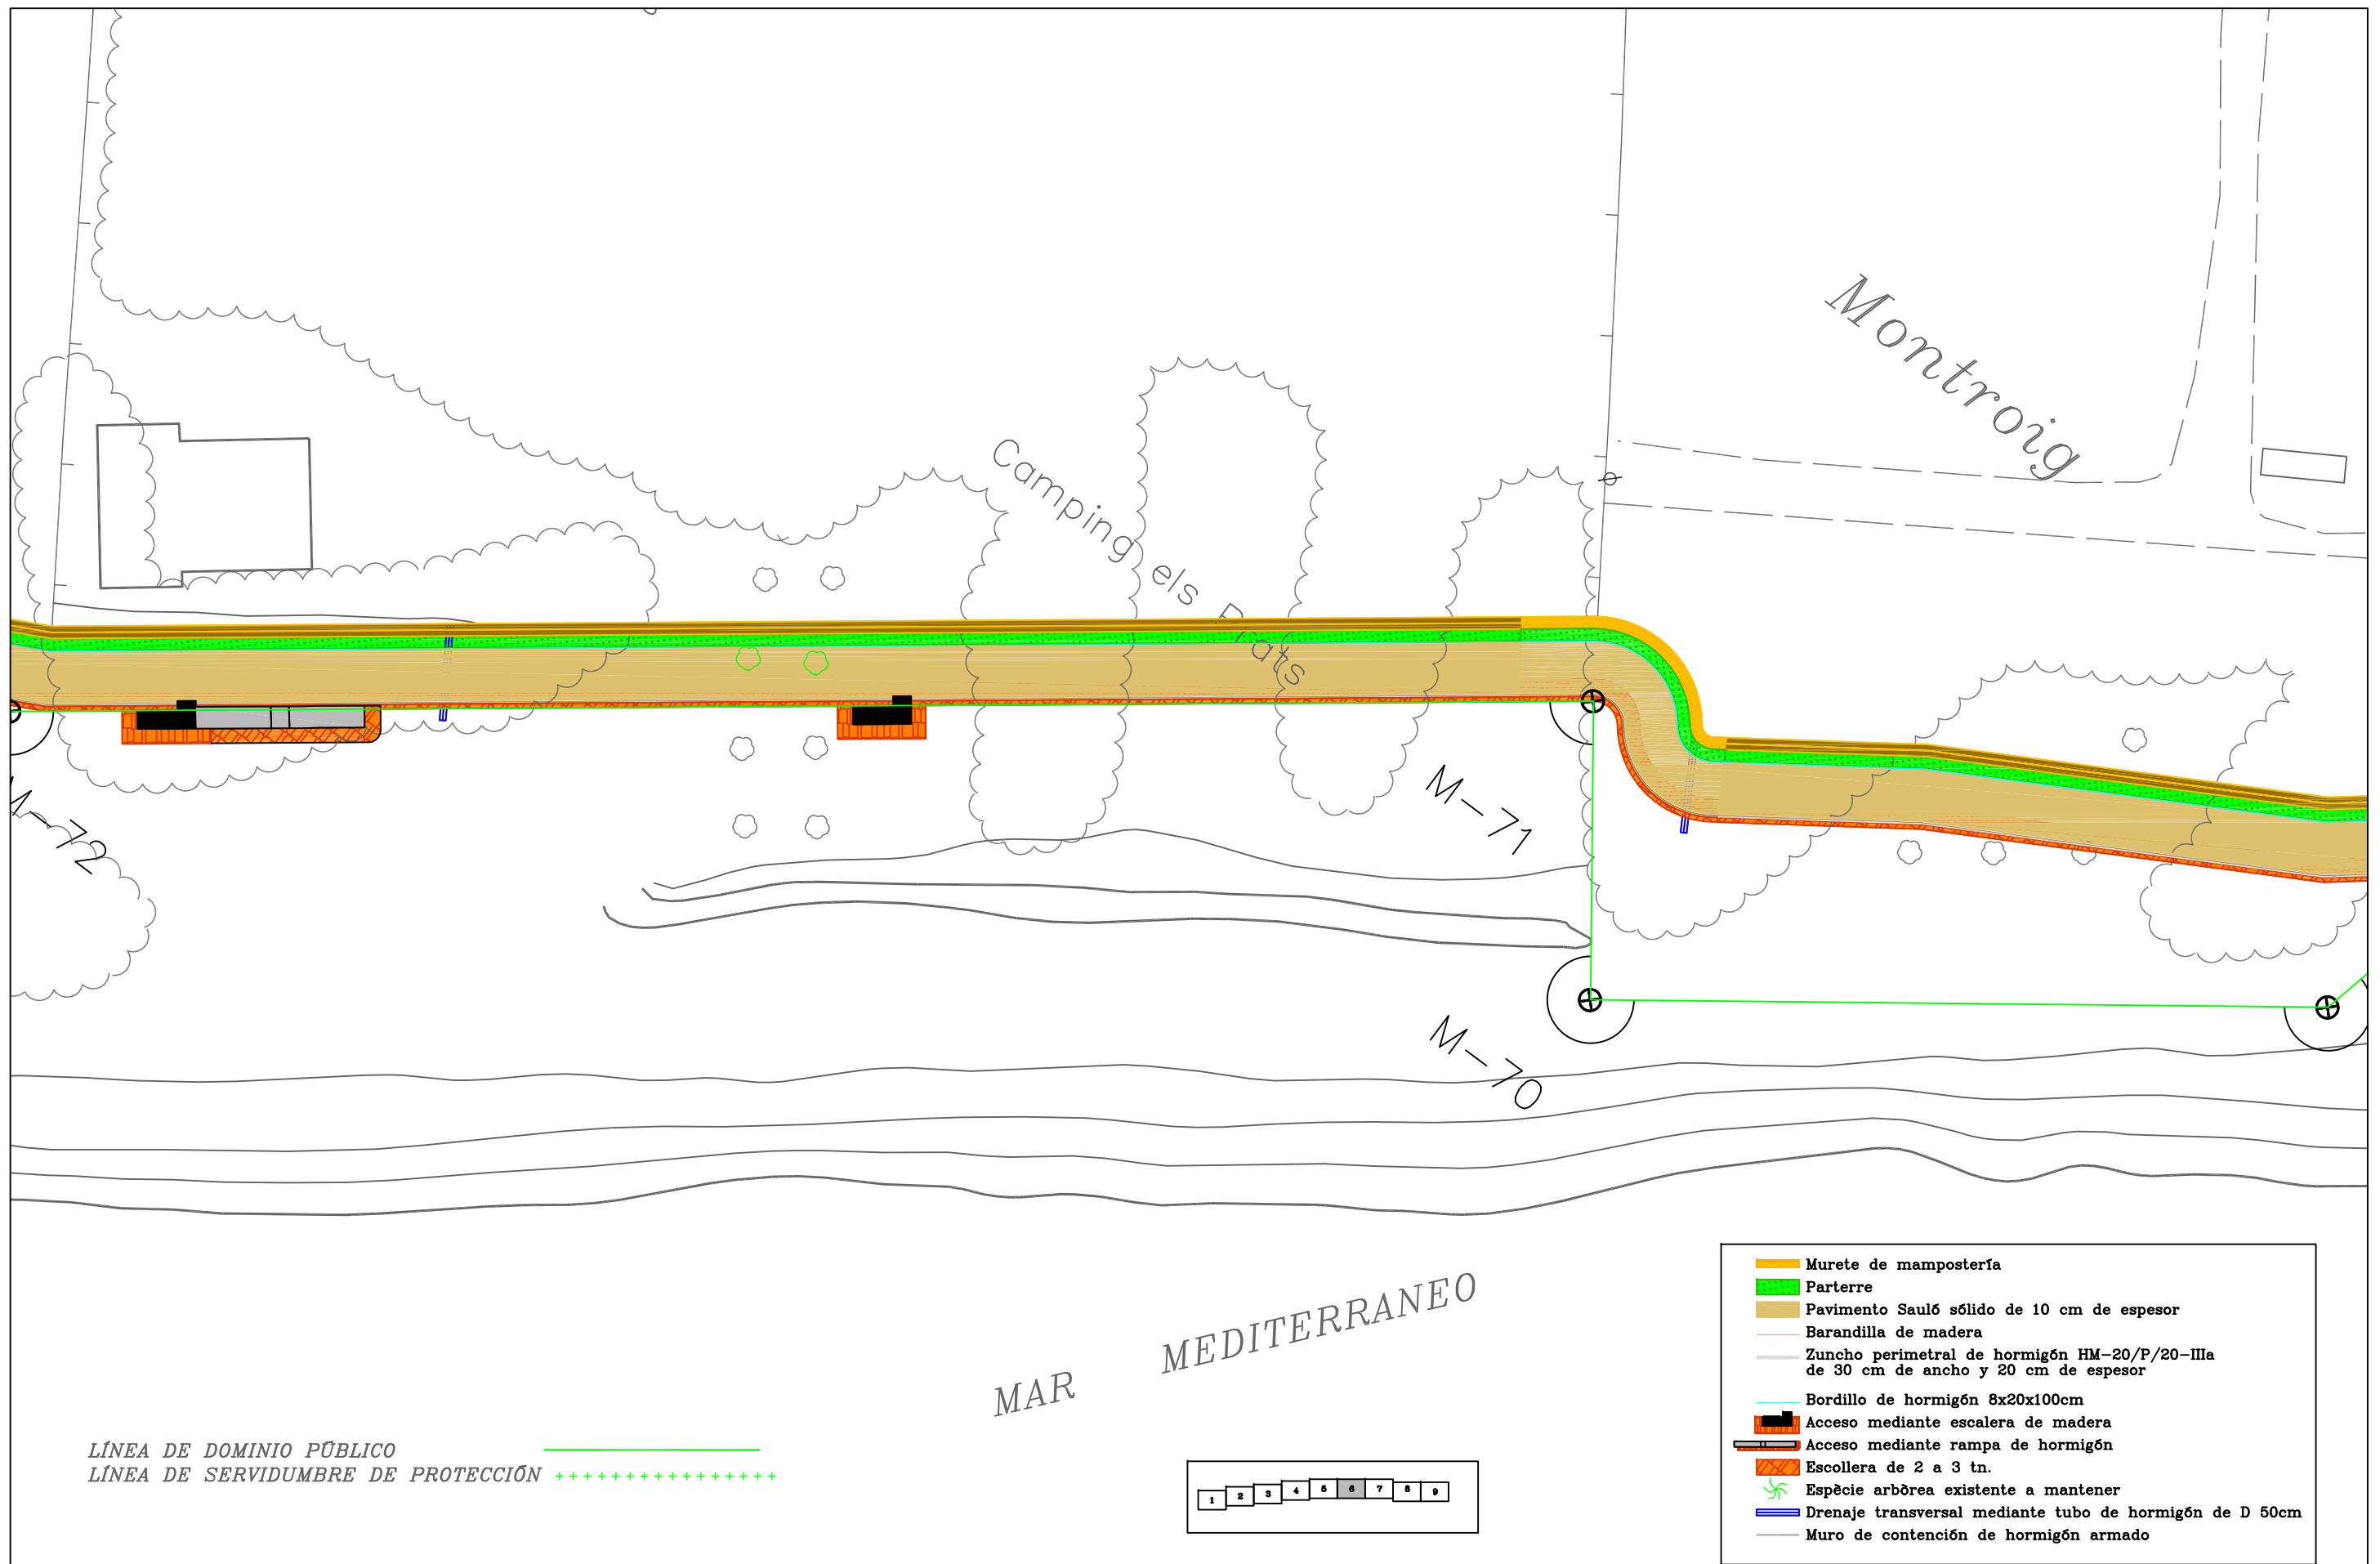 Montroig
Camping els Prats
M-71
M-72
M-70
MAR MEDITERRANEO
Murete de mampostería
Parterre
Pavimento Sauló sólido de 10 cm de espesor
Barandilla de madera
Zuncho perimetral de hormigón HM-20/P/20-IIIa
de 30 cm de ancho y 20 cm de espesor
Bordillo de hormigón 8x20x100cm
Acceso mediante escalera de madera
Acceso mediante rampa de hormigón
Escollera de 2 a 3 tn.
Espècie arbòrea existente a mantener
Drenaje transversal mediante tubo de hormigón de D 50cm
Muro de contención de hormigón armado
LÍNEA DE DOMINIO PÚBLICO
LÍNEA DE SERVIDUMBRE DE PROTECCIÓN
1 2 3 4 5 6 7 8 9